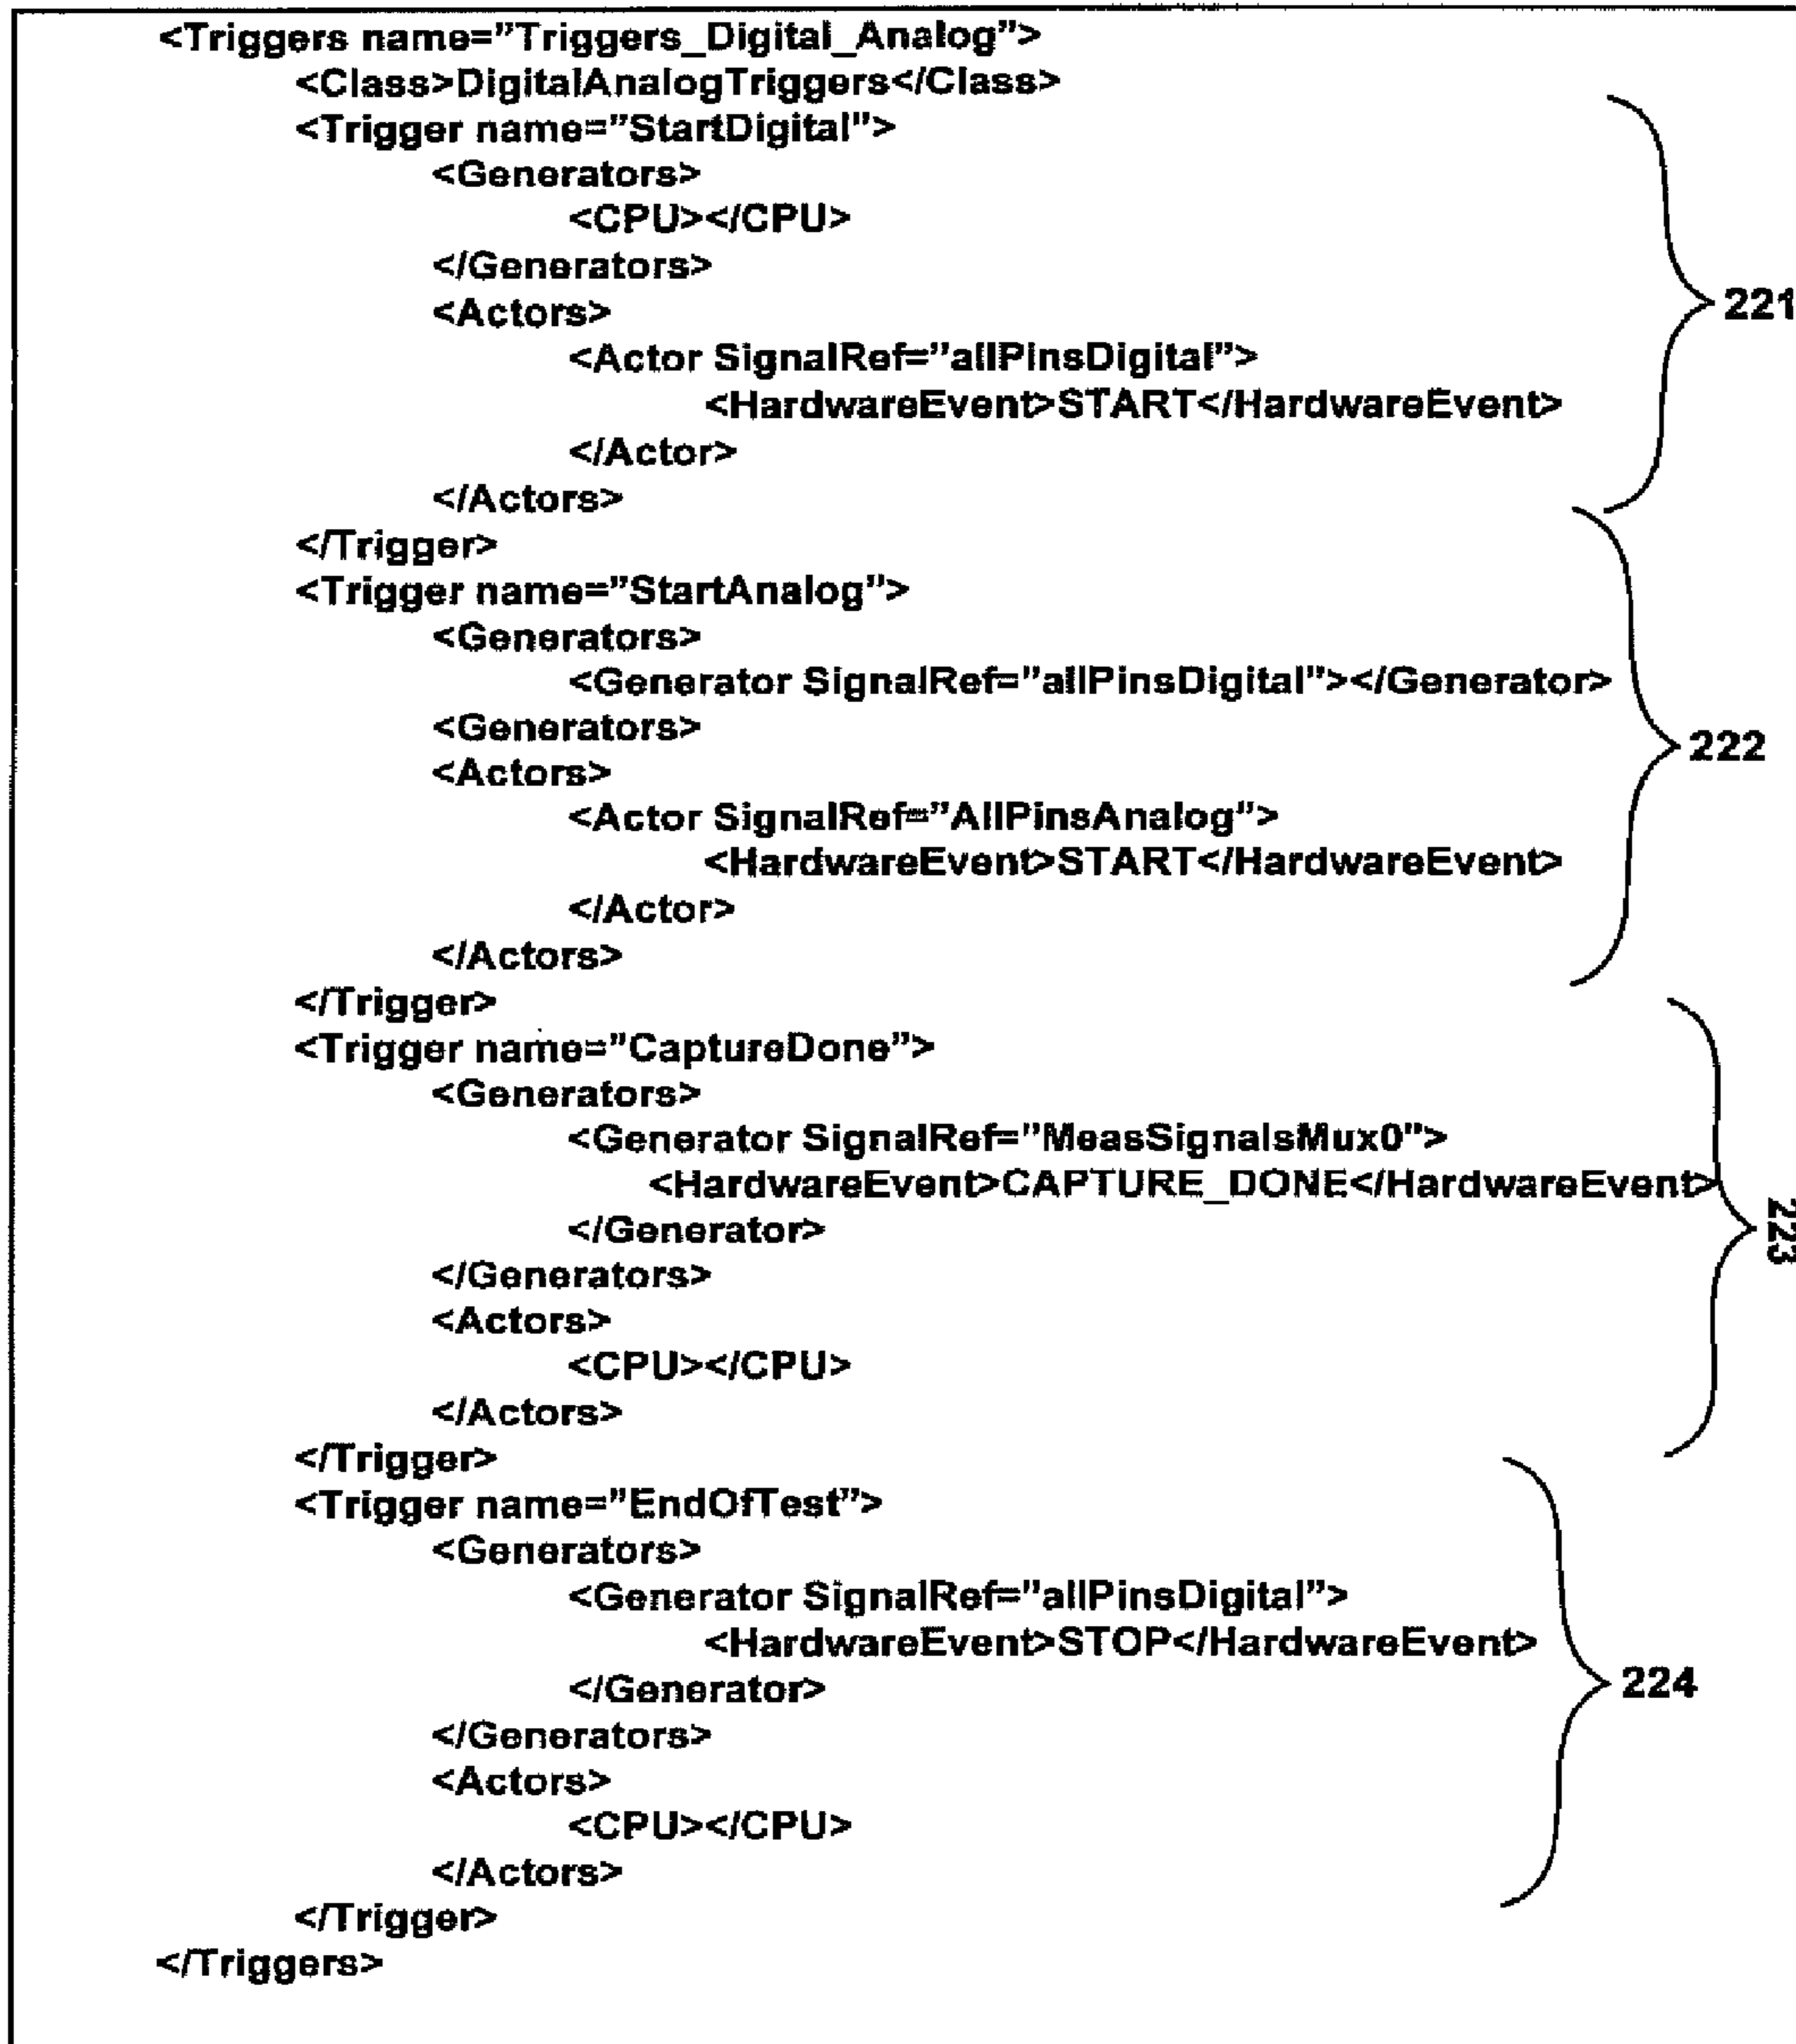 <Triggers name=”Triggers_Digital_Analog”>
<Class>DigitalAnalogTriggers</Class>
<Trigger name=”StartDigital”>
<Generators>
<CPU></CPU>
</Generators>
<Actors>
<Actor SignalRef=”allPinsDigital”>
<HardwareEvent>START</HardwareEvent>
</Actor>
</Actors>
</Trigger>
221
<Trigger name=”StartAnalog”>
<Generators>
<Generator SignalRef=”allPinsDigital”></Generator>
<Generators>
<Actors>
<Actor SignalRef=”AllPinsAnalog”>
<HardwareEvent>START</HardwareEvent>
</Actor>
</Actors>
</Trigger>
222
<Trigger name=”CaptureDone”>
<Generators>
<Generator SignalRef=”MeasSignalsMux0”>
<HardwareEvent>CAPTURE_DONE</HardwareEvent>
</Generator>
</Generators>
<Actors>
<CPU></CPU>
</Actors>
</Trigger>
223
<Trigger name=”EndOfTest”>
<Generators>
<Generator SignalRef=”allPinsDigital”>
<HardwareEvent>STOP</HardwareEvent>
</Generator>
</Generators>
<Actors>
<CPU></CPU>
</Actors>
</Trigger>
224
</Triggers>